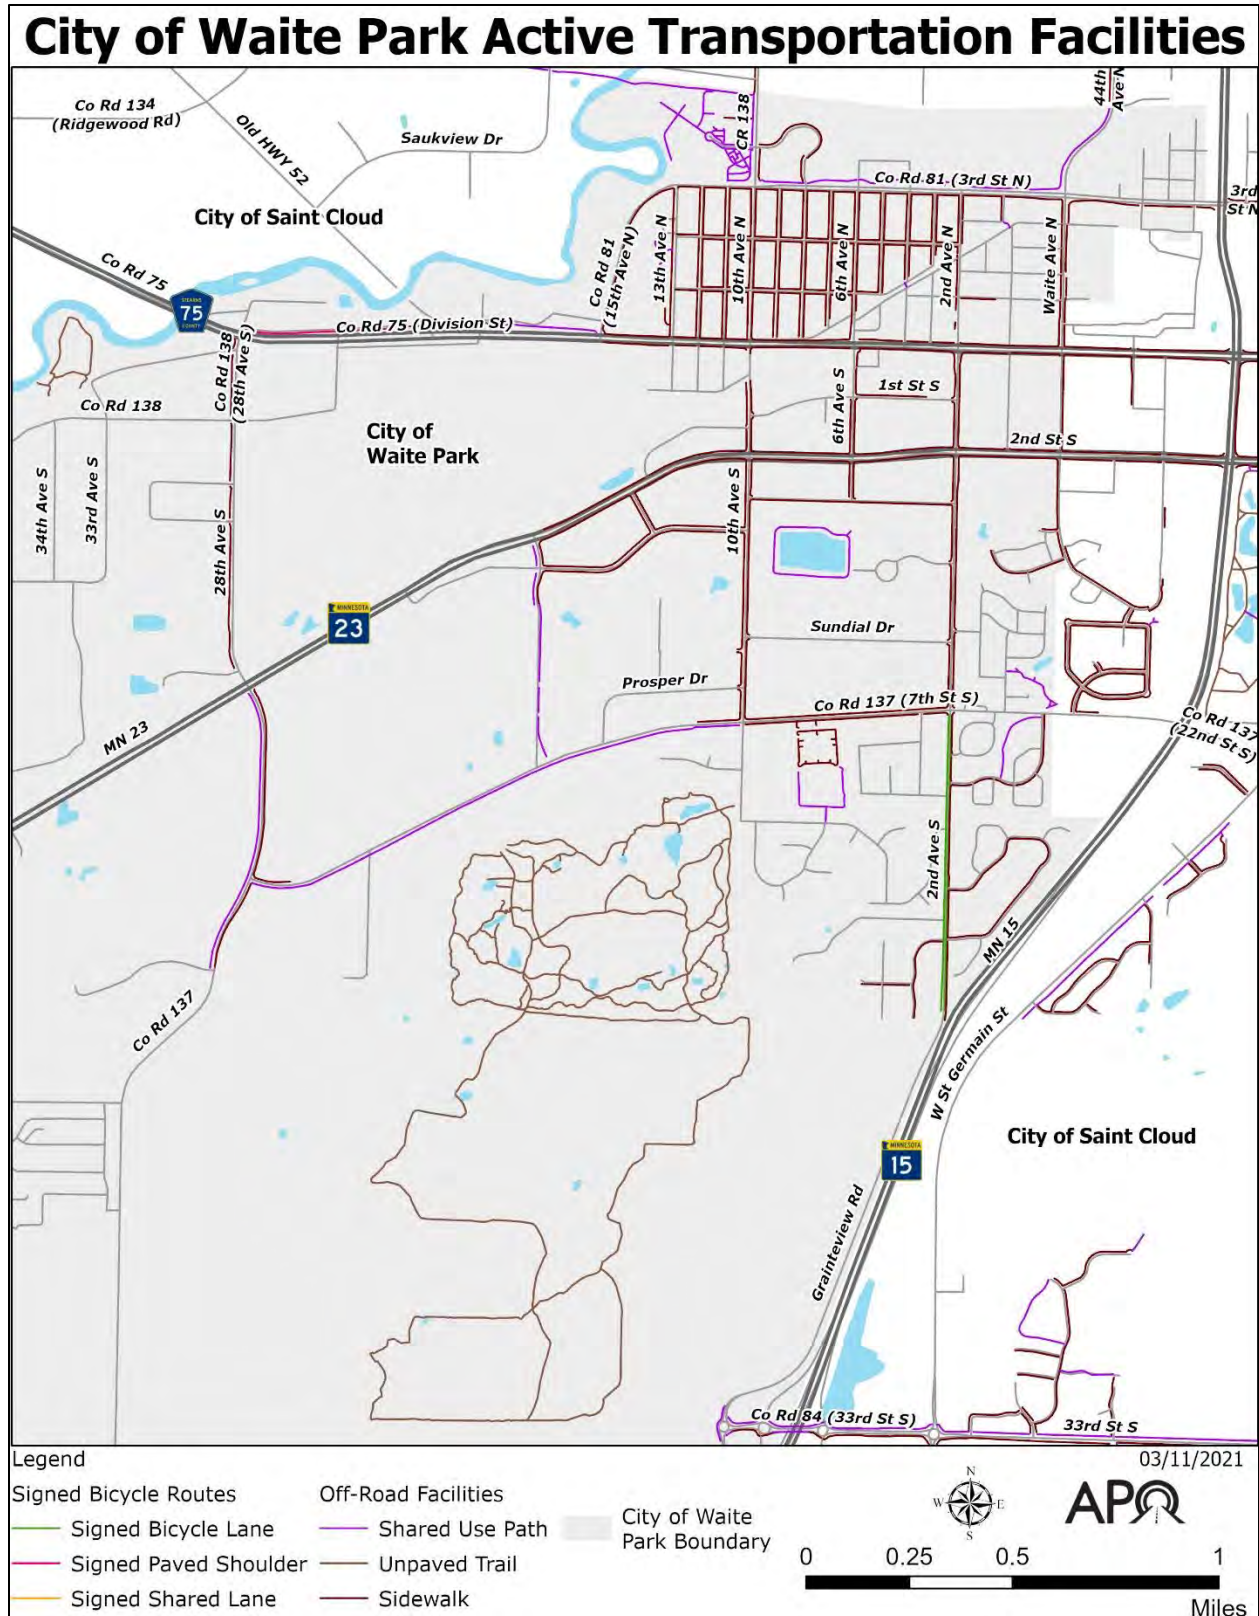 City of Waite Park Active Transportation Facilities
Co Rd 134
(Ridgewood Rd)
Old HWY 52
Saukview Dr
CR 138
44th
Ave N
Co Rd 81 (3rd St N)
3rd
St N
City of Saint Cloud
Co Rd 75
STEARNS
75
COUNTY
Co Rd 81
(15th Ave N)
13th Ave N
10th Ave N
6th Ave N
2nd Ave N
Waite Ave N
Co Rd 75 (Division St)
Co Rd 138
(28th Ave S)
Co Rd 138
City of
Waite Park
6th Ave S
1st St S
2nd St S
34th Ave S
33rd Ave S
28th Ave S
10th Ave S
MINNESOTA
23
Sundial Dr
Prosper Dr
Co Rd 137 (7th St S)
Co Rd 137
(22nd St S)
MN 23
2nd Ave S
MN 15
Co Rd 137
W St Germain St
City of Saint Cloud
MINNESOTA
15
Grainteview Rd
Co Rd 84 (33rd St S)
33rd St S
Legend
03/11/2021
Signed Bicycle Routes
Signed Bicycle Lane
Signed Paved Shoulder
Signed Shared Lane
Off-Road Facilities
Shared Use Path
Unpaved Trail
Sidewalk
City of Waite
Park Boundary
N
W E
S
APO
0 0.25 0.5 1
Miles